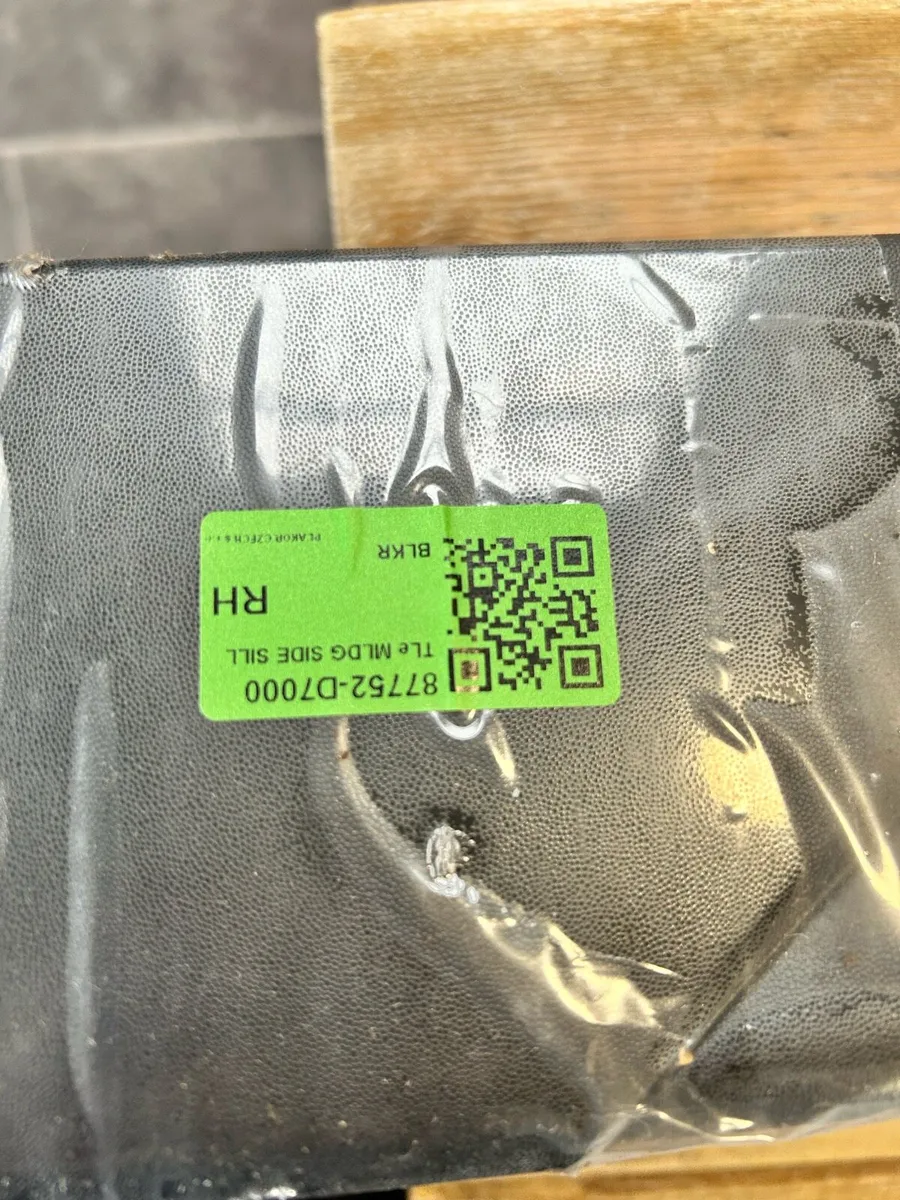 87752-D7000
TLe MLDG SIDE SILL
RH
BLKR
PLAKOR CZECH s.r.o